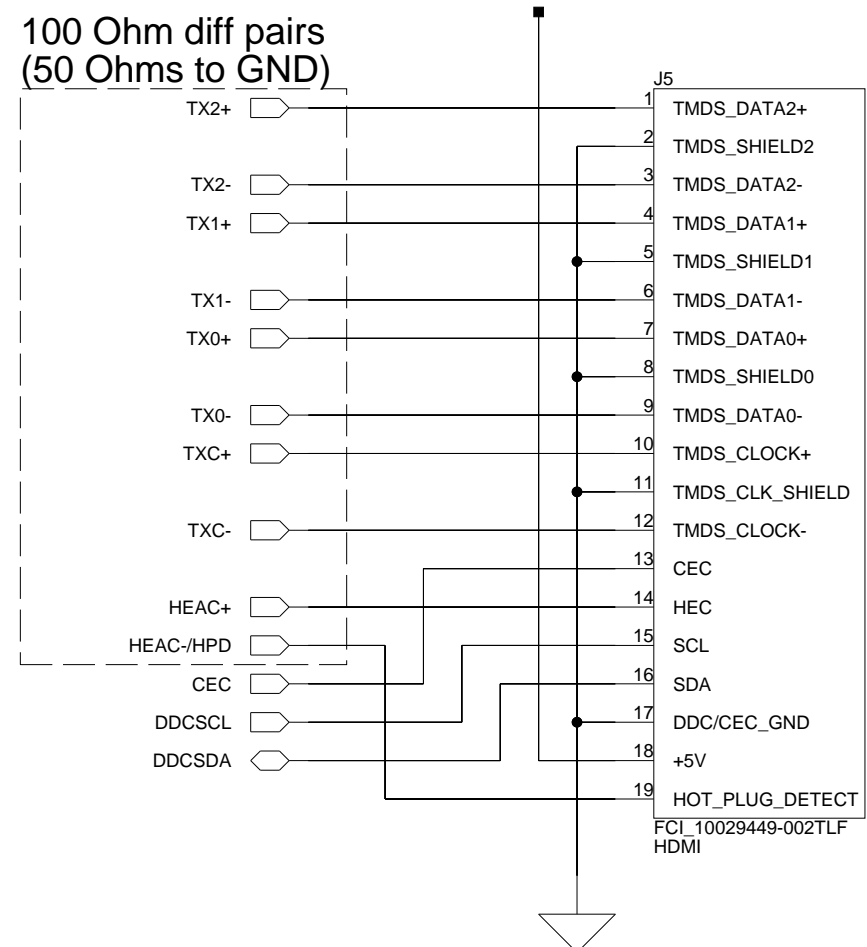 100 Ohm diff pairs
(50 Ohms to GND)
J5
TX2+ 1 TMDS_DATA2+
2 TMDS_SHIELD2
TX2- 3 TMDS_DATA2-
TX1+ 4 TMDS_DATA1+
5 TMDS_SHIELD1
TX1- 6 TMDS_DATA1-
TX0+ 7 TMDS_DATA0+
8 TMDS_SHIELD0
TX0- 9 TMDS_DATA0-
TXC+ 10 TMDS_CLOCK+
11 TMDS_CLK_SHIELD
TXC- 12 TMDS_CLOCK-
13 CEC
HEAC+ 14 HEC
HEAC-/HPD 15 SCL
CEC 16 SDA
DDCSCL 17 DDC/CEC_GND
DDCSDA 18 +5V
19 HOT_PLUG_DETECT
FCI_10029449-002TLF
HDMI